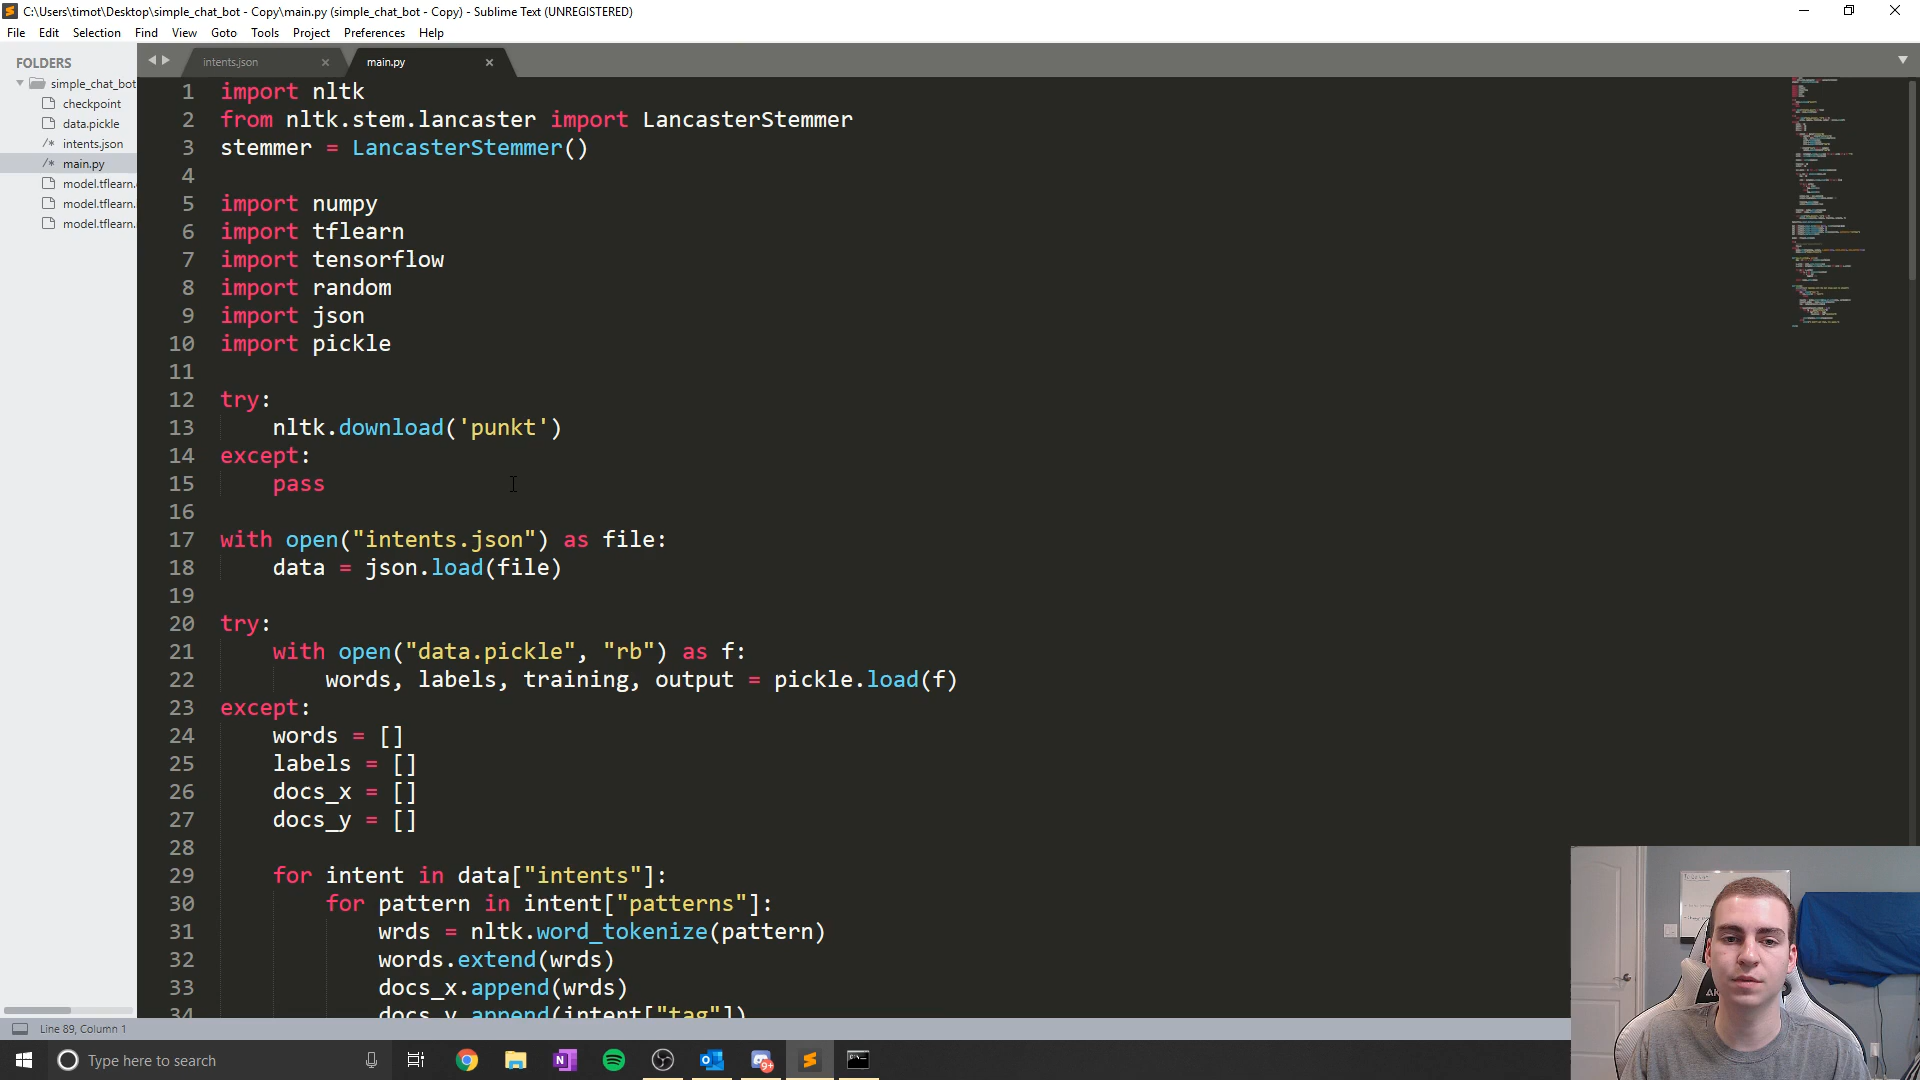 C:\Users\timot\Desktop\simple_chat_bot - Copy\main.py (simple_chat_bot - Copy) - Sublime Text (UNREGISTERED)
File Edit Selection Find View Goto Tools Project Preferences Help
FOLDERS
simple_chat_bot
checkpoint
data.pickle
intents.json
main.py
model.tflearn.
model.tflearn.
model.tflearn.
intents.json
main.py
1 import nltk
2 from nltk.stem.lancaster import LancasterStemmer
3 stemmer = LancasterStemmer()
4
5 import numpy
6 import tflearn
7 import tensorflow
8 import random
9 import json
10 import pickle
11
12 try:
13 nltk.download('punkt')
14 except:
15 pass
16
17 with open("intents.json") as file:
18 data = json.load(file)
19
20 try:
21 with open("data.pickle", "rb") as f:
22 words, labels, training, output = pickle.load(f)
23 except:
24 words = []
25 labels = []
26 docs_x = []
27 docs_y = []
28
29 for intent in data["intents"]:
30 for pattern in intent["patterns"]:
31 wrds = nltk.word_tokenize(pattern)
32 words.extend(wrds)
33 docs_x.append(wrds)
34 docs_y.append(intent["tag"])
Line 89, Column 1
Type here to search
9+